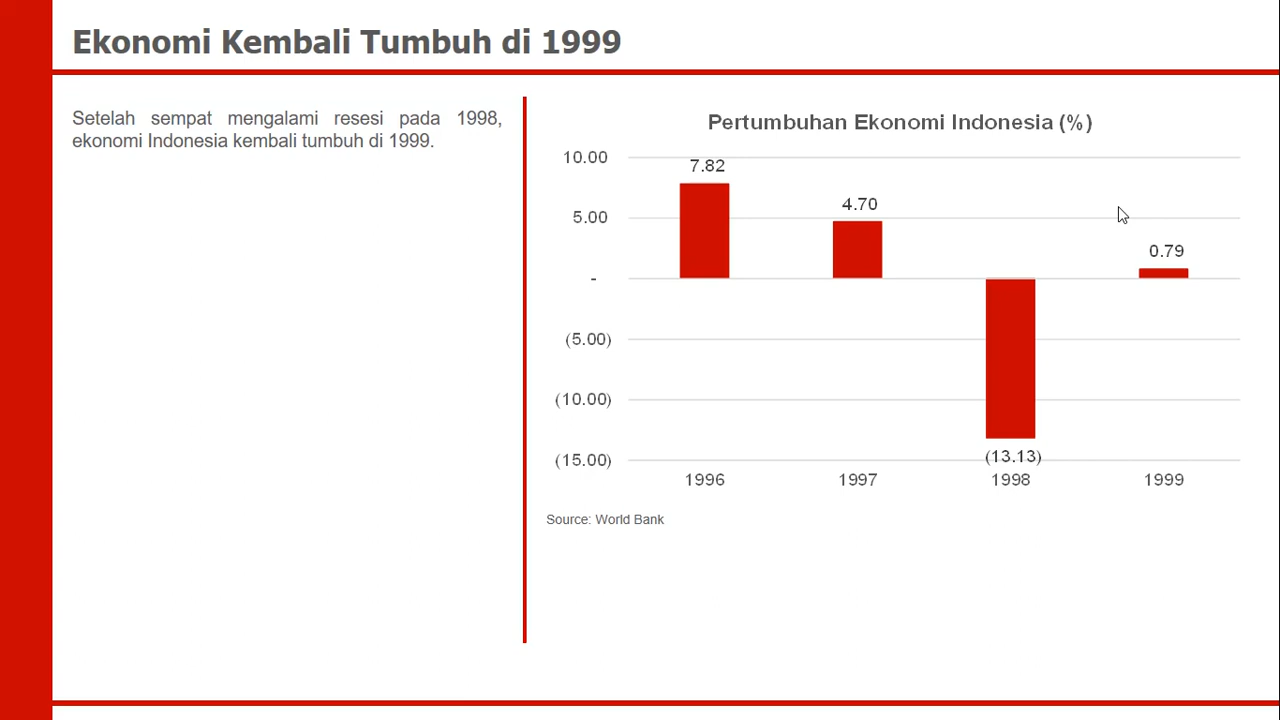 Ekonomi Kembali Tumbuh di 1999
Setelah sempat mengalami resesi pada 1998,
ekonomi Indonesia kembali tumbuh di 1999.
Pertumbuhan Ekonomi Indonesia (%)
10.00
5.00
-
(5.00)
(10.00)
(15.00)
7.82
4.70
(13.13)
0.79
1996
1997
1998
1999
Source: World Bank